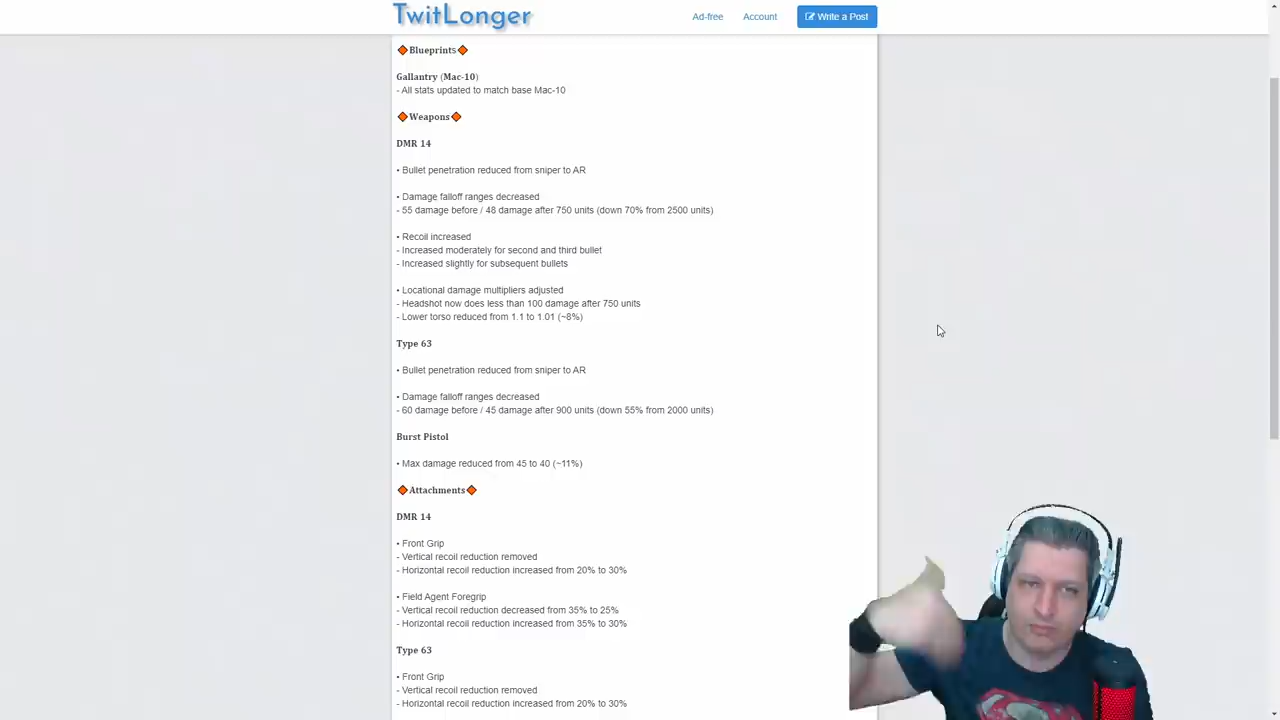 TwitLonger
Ad-free
Account
Write a Post
🔶Blueprints🔶
Gallantry (Mac-10)
- All stats updated to match base Mac-10
🔶Weapons🔶
DMR 14
• Bullet penetration reduced from sniper to AR
• Damage falloff ranges decreased
- 55 damage before / 48 damage after 750 units (down 70% from 2500 units)
• Recoil increased
- Increased moderately for second and third bullet
- Increased slightly for subsequent bullets
• Locational damage multipliers adjusted
- Headshot now does less than 100 damage after 750 units
- Lower torso reduced from 1.1 to 1.01 (~8%)
Type 63
• Bullet penetration reduced from sniper to AR
• Damage falloff ranges decreased
- 60 damage before / 45 damage after 900 units (down 55% from 2000 units)
Burst Pistol
• Max damage reduced from 45 to 40 (~11%)
🔶Attachments🔶
DMR 14
• Front Grip
- Vertical recoil reduction removed
- Horizontal recoil reduction increased from 20% to 30%
• Field Agent Foregrip
- Vertical recoil reduction decreased from 35% to 25%
- Horizontal recoil reduction increased from 35% to 30%
Type 63
• Front Grip
- Vertical recoil reduction removed
- Horizontal recoil reduction increased from 20% to 30%